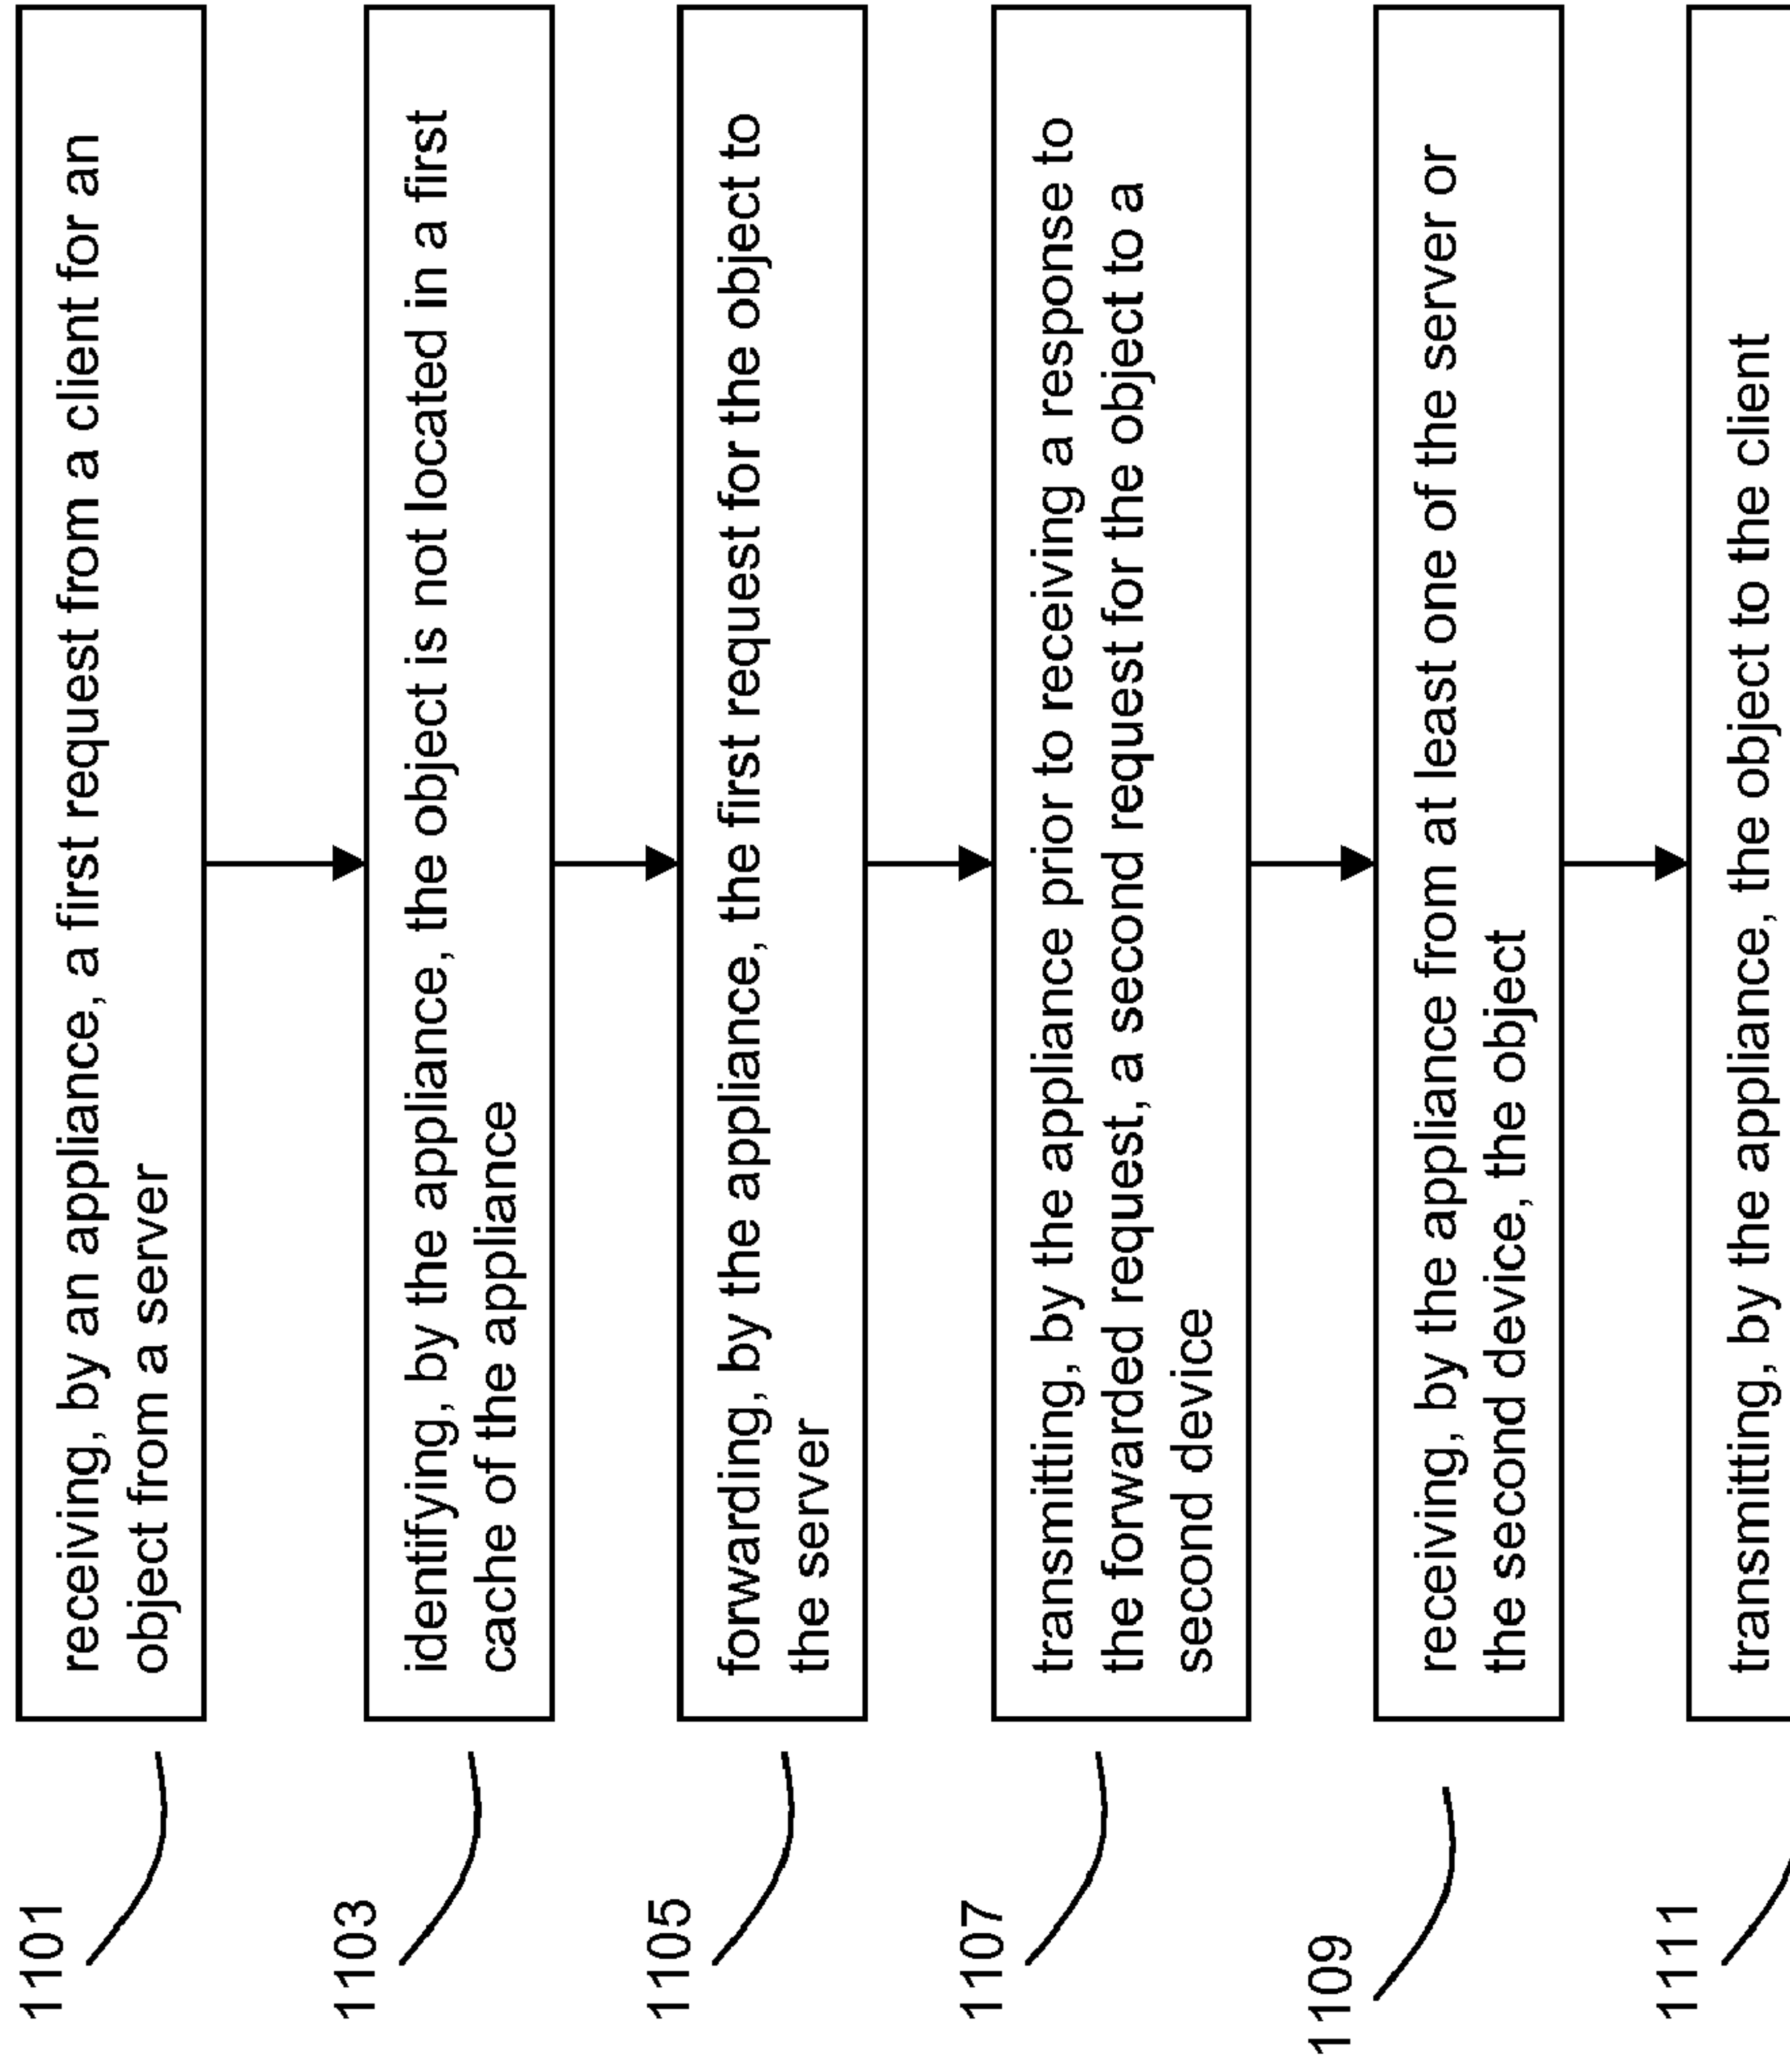 1101
receiving, by an appliance, a first request from a client for an
object from a server
1103
identifying, by the appliance, the object is not located in a first
cache of the appliance
1105
forwarding, by the appliance, the first request for the object to
the server
1107
transmitting, by the appliance prior to receiving a response to
the forwarded request, a second request for the object to a
second device
1109
receiving, by the appliance from at least one of the server or
the second device, the object
1111
transmitting, by the appliance, the object to the client